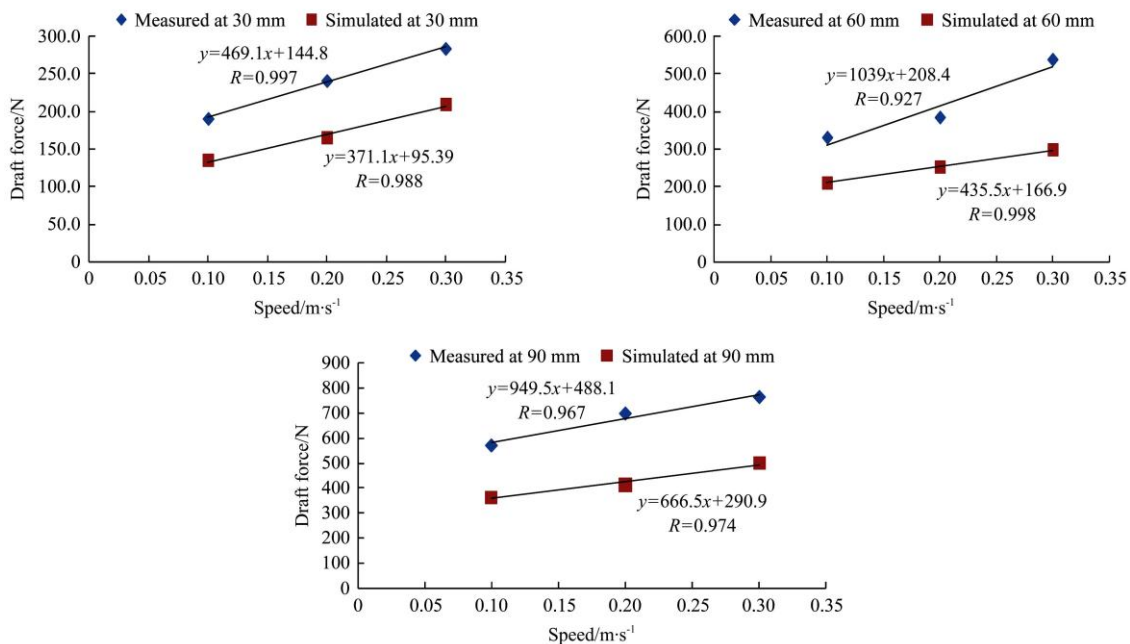 Measured at 30 mm Simulated at 30 mm
300.0
250.0
200.0
150.0
100.0
50.0
0
Draft force/N
y=469.1x+144.8
R=0.997
y=371.1x+95.39
R=0.988
0 0.05 0.10 0.15 0.20 0.25 0.30 0.35
Speed/m·s⁻¹
Measured at 60 mm Simulated at 60 mm
600.0
500.0
400.0
300.0
200.0
100.0
0
Draft force/N
y=1039x+208.4
R=0.927
y=435.5x+166.9
R=0.998
0 0.05 0.10 0.15 0.20 0.25 0.30 0.35
Speed/m·s⁻¹
Measured at 90 mm Simulated at 90 mm
900
800
700
600
500
400
300
200
100
0
Draft force/N
y=949.5x+488.1
R=0.967
y=666.5x+290.9
R=0.974
0 0.05 0.10 0.15 0.20 0.25 0.30 0.35
Speed/m·s⁻¹